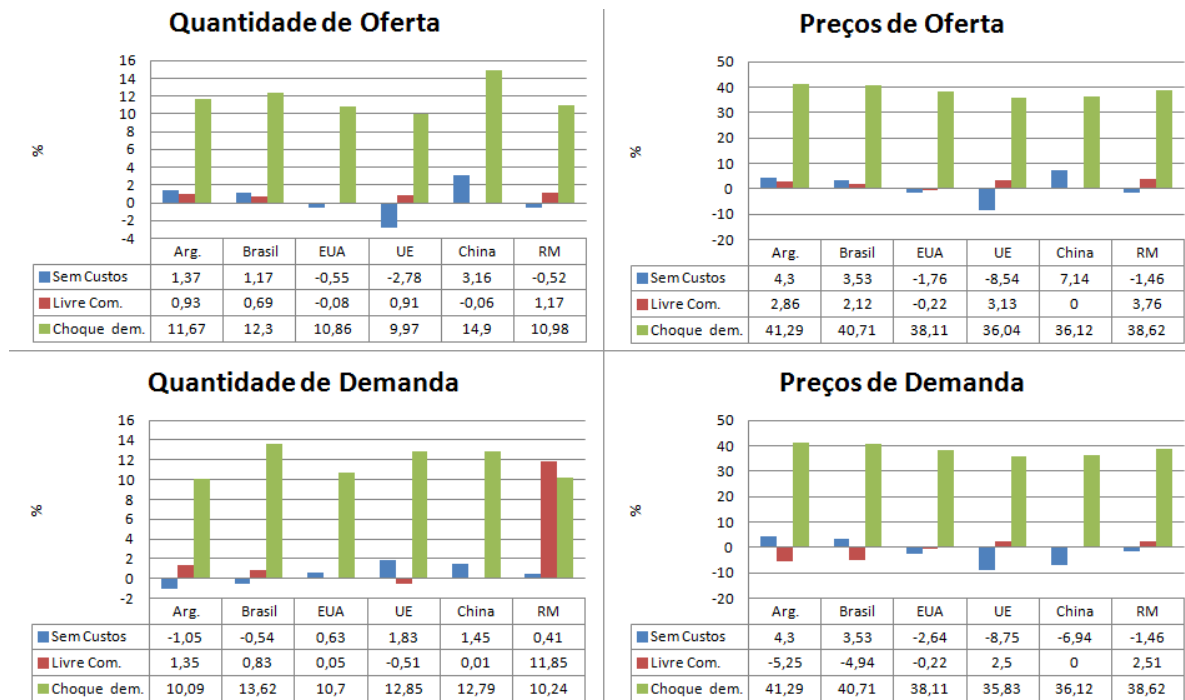 Quantidade de Oferta
16
14
12
10
8
6
4
2
0
-2
-4
%
Arg. Brasil EUA UE China RM
Sem Custos 1,37 1,17 -0,55 -2,78 3,16 -0,52
Livre Com. 0,93 0,69 -0,08 0,91 -0,06 1,17
Choque dem. 11,67 12,3 10,86 9,97 14,9 10,98
Preços de Oferta
50
40
30
20
10
0
-10
-20
%
Arg. Brasil EUA UE China RM
Sem Custos 4,3 3,53 -1,76 -8,54 7,14 -1,46
Livre Com. 2,86 2,12 -0,22 3,13 0 3,76
Choque dem. 41,29 40,71 38,11 36,04 36,12 38,62
Quantidade de Demanda
16
14
12
10
8
6
4
2
0
-2
%
Arg. Brasil EUA UE China RM
Sem Custos -1,05 -0,54 0,63 1,83 1,45 0,41
Livre Com. 1,35 0,83 0,05 -0,51 0,01 11,85
Choque dem. 10,09 13,62 10,7 12,85 12,79 10,24
Preços de Demanda
50
40
30
20
10
0
-10
-20
%
Arg. Brasil EUA UE China RM
Sem Custos 4,3 3,53 -2,64 -8,75 -6,94 -1,46
Livre Com. -5,25 -4,94 -0,22 2,5 0 2,51
Choque dem. 41,29 40,71 38,11 35,83 36,12 38,62